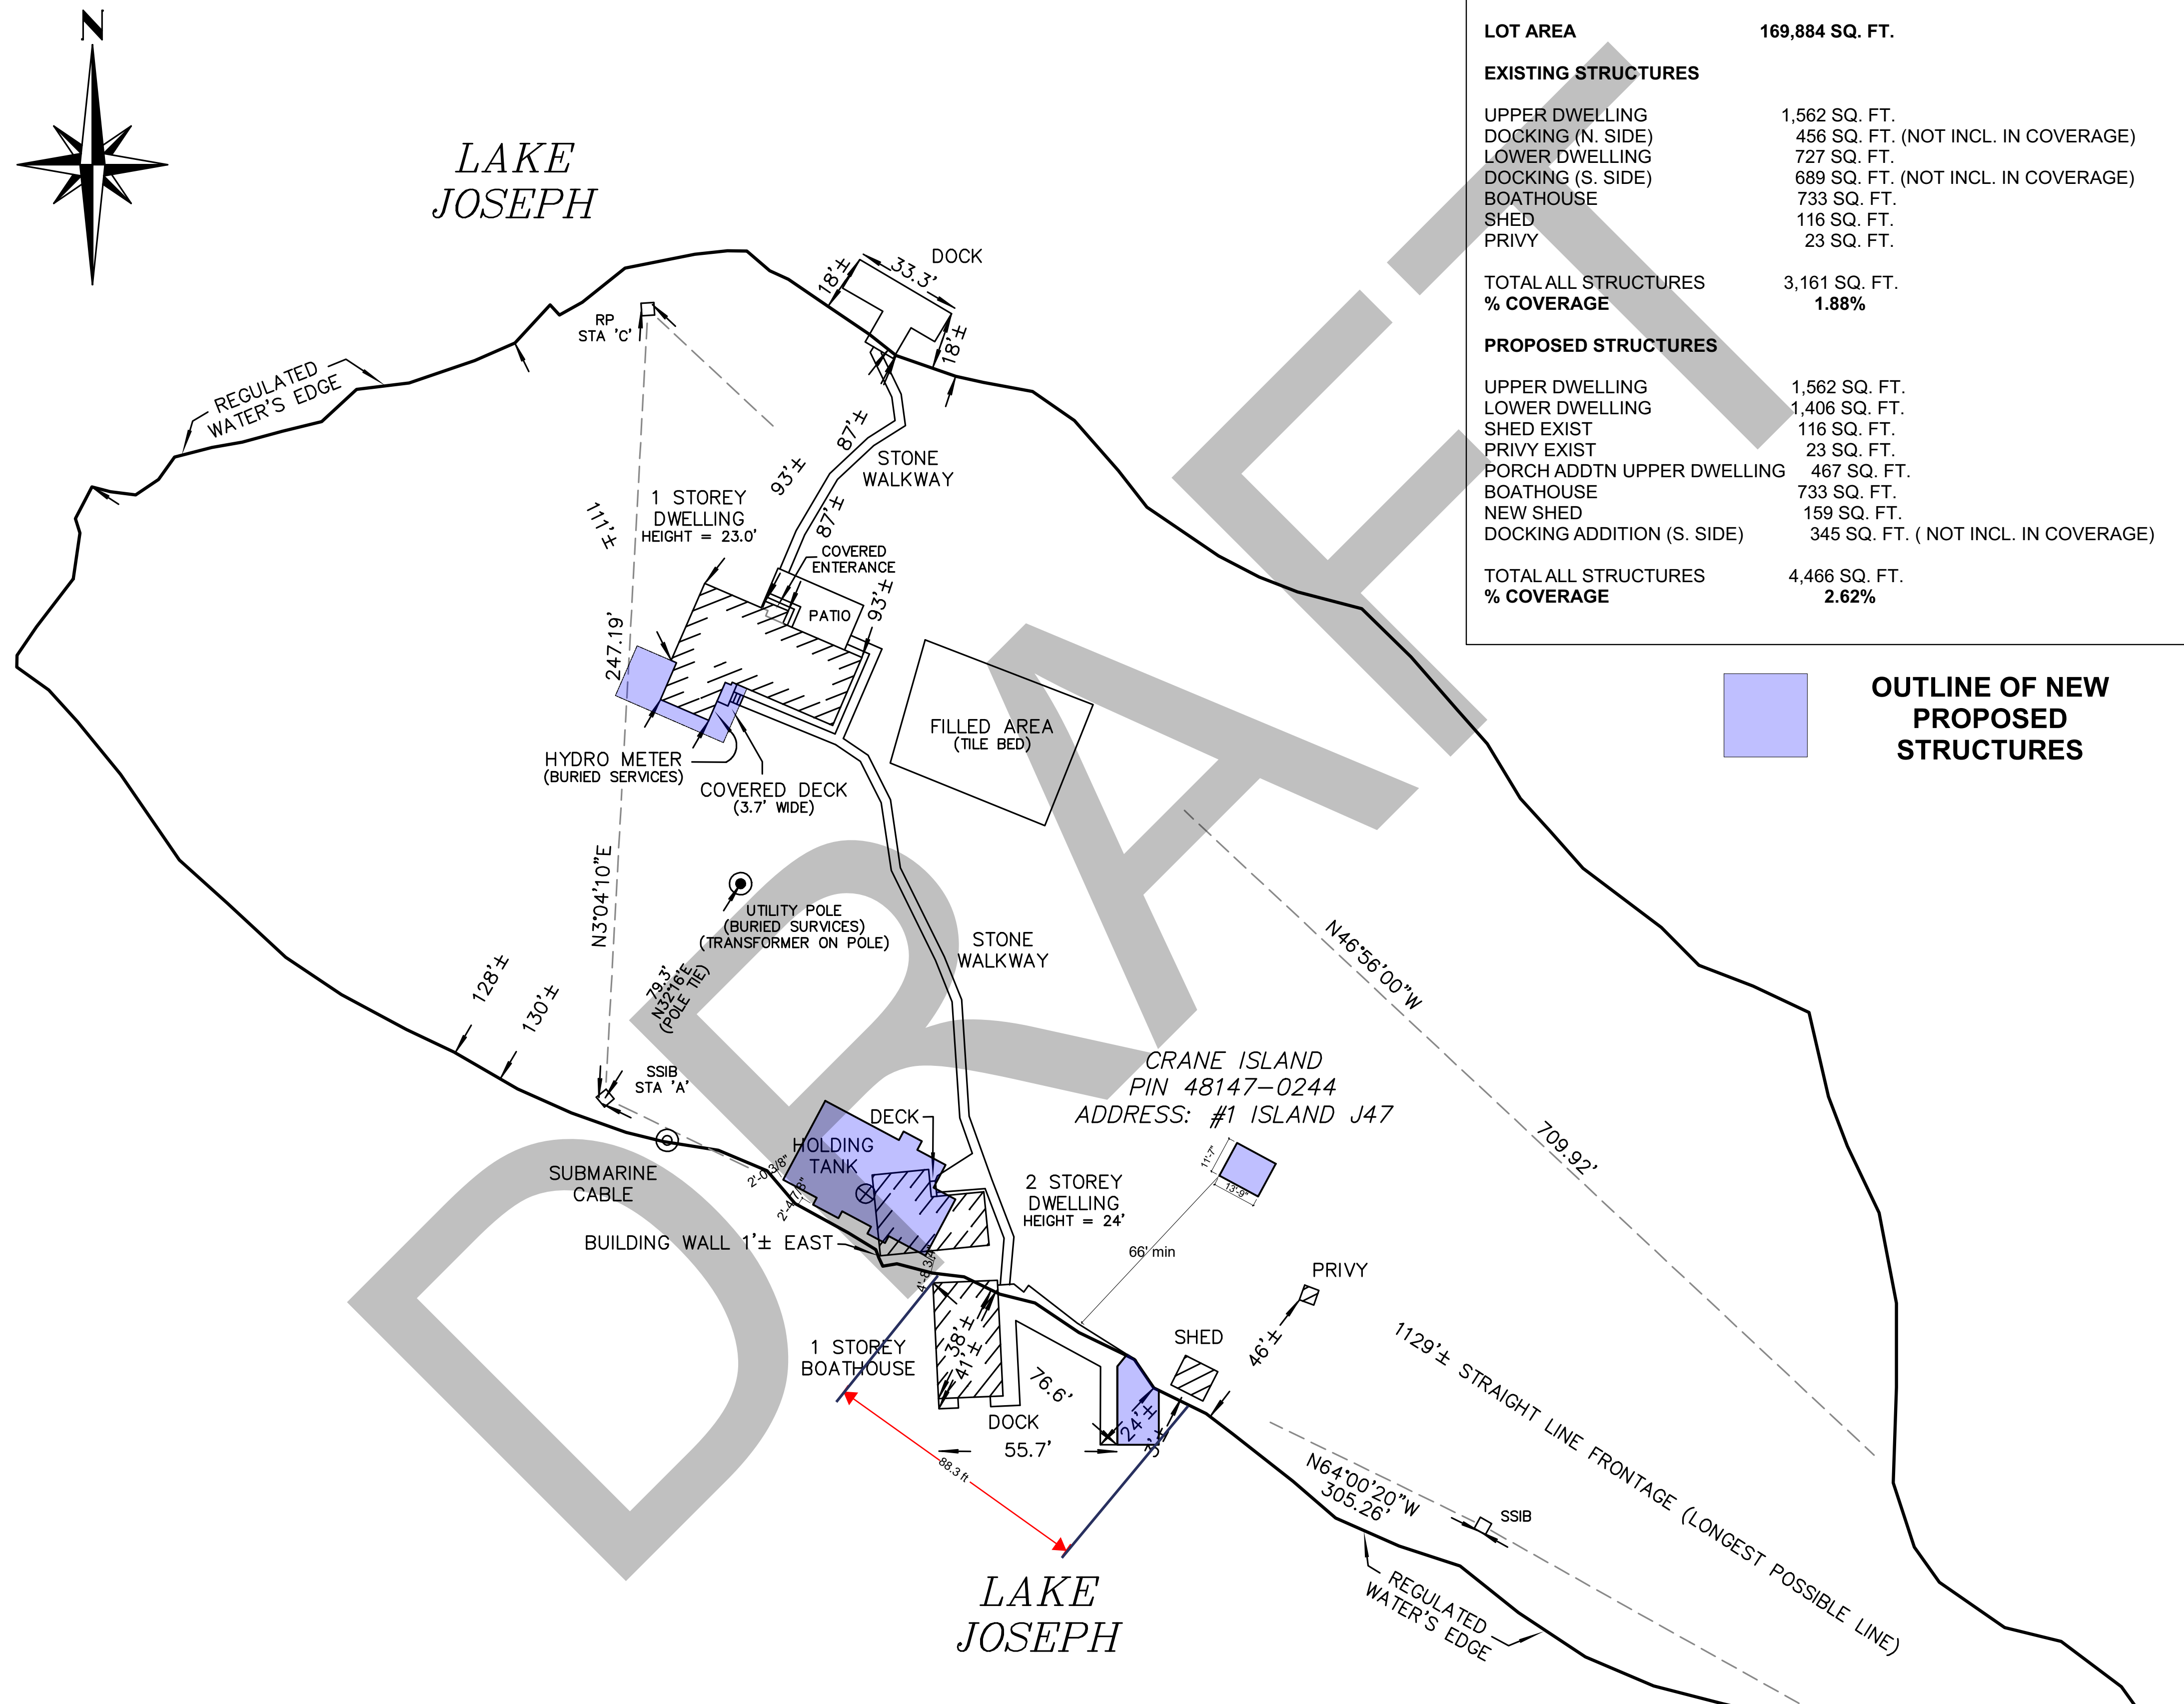 N
LAKE
JOSEPH
LOT AREA 169,884 SQ. FT.
EXISTING STRUCTURES
UPPER DWELLING 1,562 SQ. FT.
DOCKING (N. SIDE) 456 SQ. FT. (NOT INCL. IN COVERAGE)
LOWER DWELLING 727 SQ. FT.
DOCKING (S. SIDE) 689 SQ. FT. (NOT INCL. IN COVERAGE)
BOATHOUSE 733 SQ. FT.
SHED 116 SQ. FT.
PRIVY 23 SQ. FT.
TOTAL ALL STRUCTURES 3,161 SQ. FT.
% COVERAGE 1.88%
PROPOSED STRUCTURES
UPPER DWELLING 1,562 SQ. FT.
LOWER DWELLING 1,406 SQ. FT.
SHED EXIST 116 SQ. FT.
PRIVY EXIST 23 SQ. FT.
PORCH ADDTN UPPER DWELLING 467 SQ. FT.
BOATHOUSE 733 SQ. FT.
NEW SHED 159 SQ. FT.
DOCKING ADDITION (S. SIDE) 345 SQ. FT. ( NOT INCL. IN COVERAGE)
TOTAL ALL STRUCTURES 4,466 SQ. FT.
% COVERAGE 2.62%
OUTLINE OF NEW
PROPOSED
STRUCTURES
DRAFT
DOCK
18'±
33.3'
18'±
RP
STA 'C'
REGULATED
WATER'S EDGE
87'±
93'±
STONE
WALKWAY
111'±
1 STOREY
DWELLING
HEIGHT = 23.0'
87'±
COVERED
ENTERANCE
PATIO
93'±
247.19'
FILLED AREA
(TILE BED)
HYDRO METER
(BURIED SERVICES)
COVERED DECK
(3.7' WIDE)
N3°04'10"E
UTILITY POLE
(BURIED SURVICES)
(TRANSFORMER ON POLE)
79.3'
N32°16'E
(POLE TIE)
STONE
WALKWAY
N46°56'00"W
128'±
130'±
SSIB
STA 'A'
CRANE ISLAND
PIN 48147-0244
ADDRESS: #1 ISLAND J47
DECK
HOLDING
TANK
709.92'
SUBMARINE
CABLE
2'-0 3/8"
11'-7"
13'-9"
2 STOREY
DWELLING
HEIGHT = 24'
BUILDING WALL 1'± EAST
66' min
PRIVY
SHED
46'±
1 STOREY
BOATHOUSE
38'±
41'±
76.6'
24'±
DOCK
55.7'
88.3 ft
1129'± STRAIGHT LINE FRONTAGE (LONGEST POSSIBLE LINE)
N64°00'20"W
305.26'
SSIB
LAKE
JOSEPH
REGULATED
WATER'S EDGE